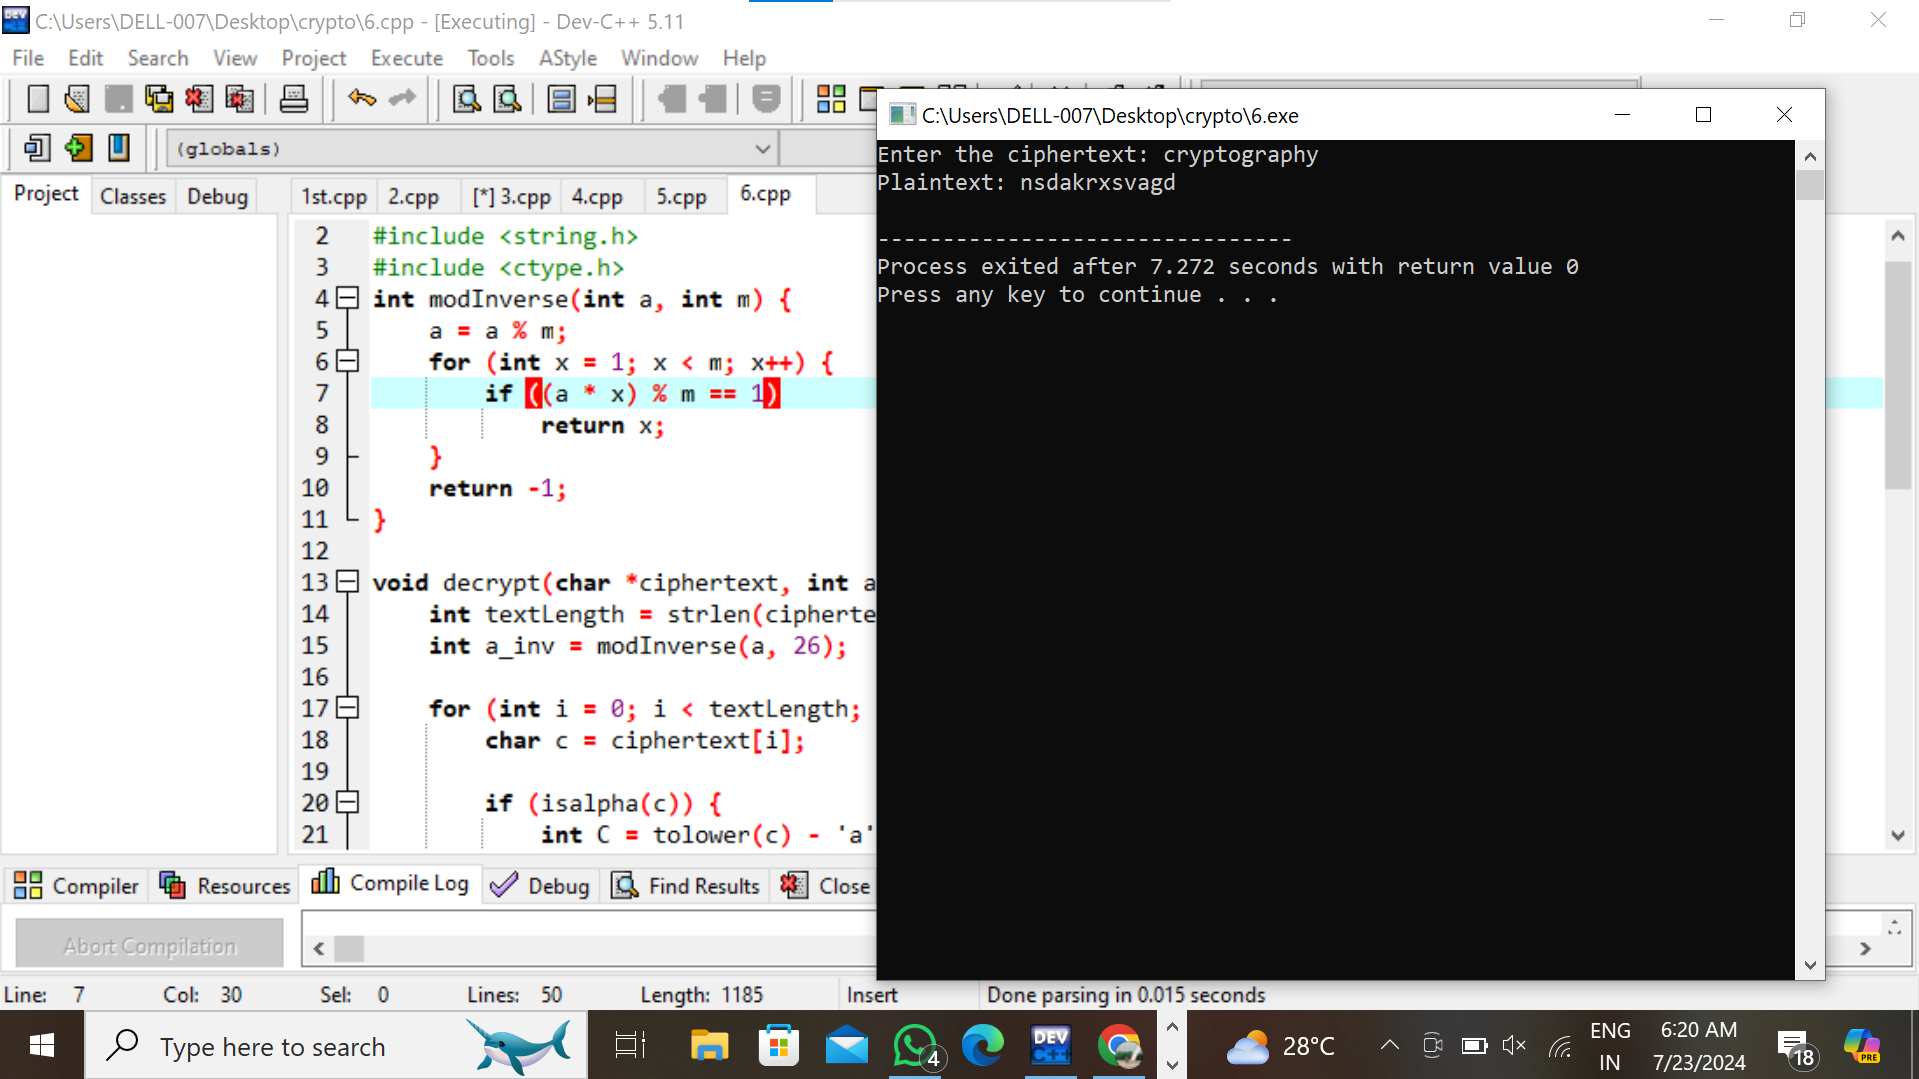 C:\Users\DELL-007\Desktop\crypto\6.cpp - [Executing] - Dev-C++ 5.11
File Edit Search View Project Execute Tools AStyle Window Help
(globals)
Project Classes Debug
1st.cpp 2.cpp [*] 3.cpp 4.cpp 5.cpp 6.cpp
2 #include <string.h>
3 #include <ctype.h>
4 int modInverse(int a, int m) {
5 a = a % m;
6 for (int x = 1; x < m; x++) {
7 if ((a * x) % m == 1)
8 return x;
9 }
10 return -1;
11 }
12
13 void decrypt(char *ciphertext, int a
14 int textLength = strlen(cipherte
15 int a_inv = modInverse(a, 26);
16
17 for (int i = 0; i < textLength;
18 char c = ciphertext[i];
19
20 if (isalpha(c)) {
21 int C = tolower(c) - 'a'
C:\Users\DELL-007\Desktop\crypto\6.exe
Enter the ciphertext: cryptography
Plaintext: nsdakrxsvagd
--------------------------------
Process exited after 7.272 seconds with return value 0
Press any key to continue . . .
Compiler Resources Compile Log Debug Find Results Close
Abort Compilation
Line: 7 Col: 30 Sel: 0 Lines: 50 Length: 1185 Insert Done parsing in 0.015 seconds
Type here to search
DEV C++
4
28°C
ENG
IN
6:20 AM
7/23/2024
18
PRE